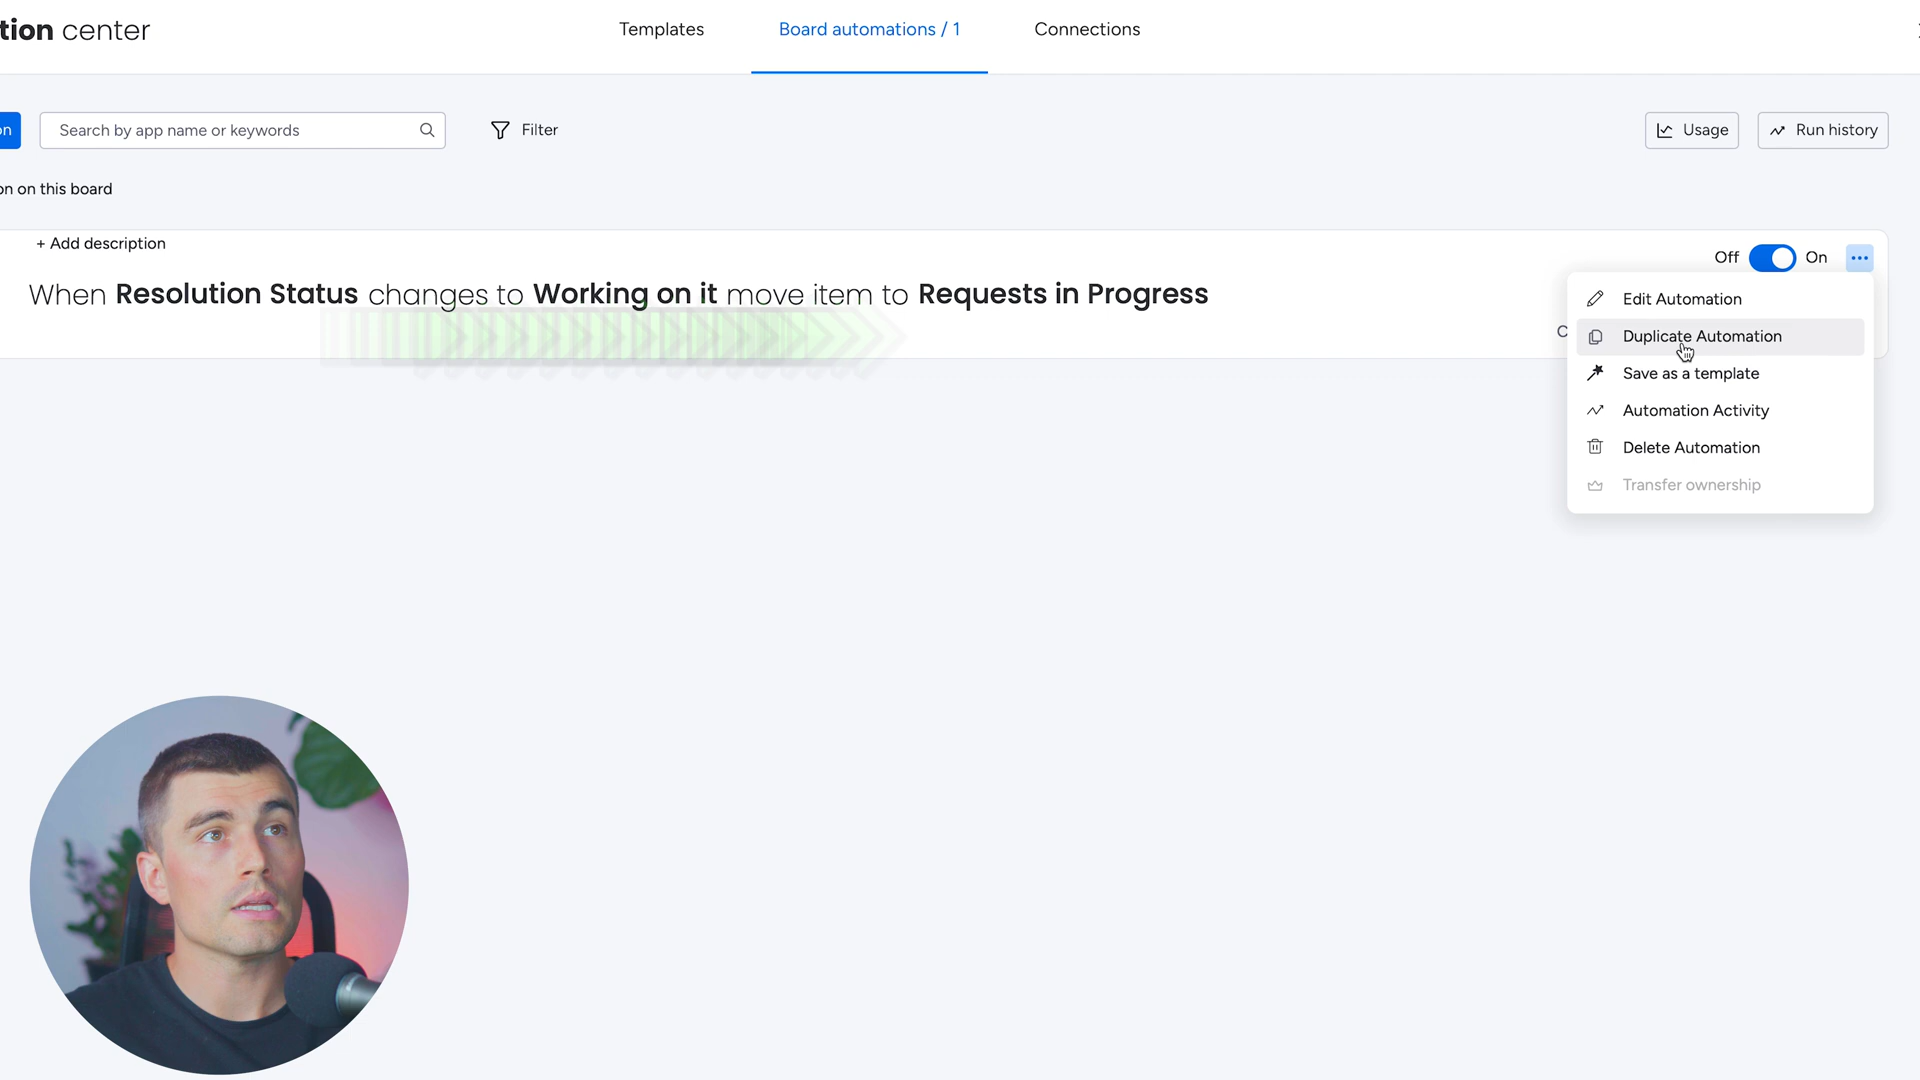 tion center
Templates
Board automations / 1
Connections
on
Search by app name or keywords
Filter
Usage
Run history
on on this board
+ Add description
Off
On
When Resolution Status changes to Working on it move item to Requests in Progress
C
Edit Automation
Duplicate Automation
Save as a template
Automation Activity
Delete Automation
Transfer ownership